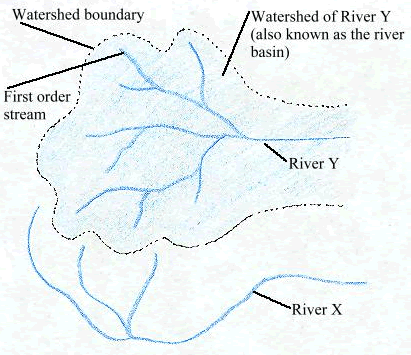 Watershed boundary
Watershed of River Y
(also known as the river
basin)
First order
stream
River Y
River X